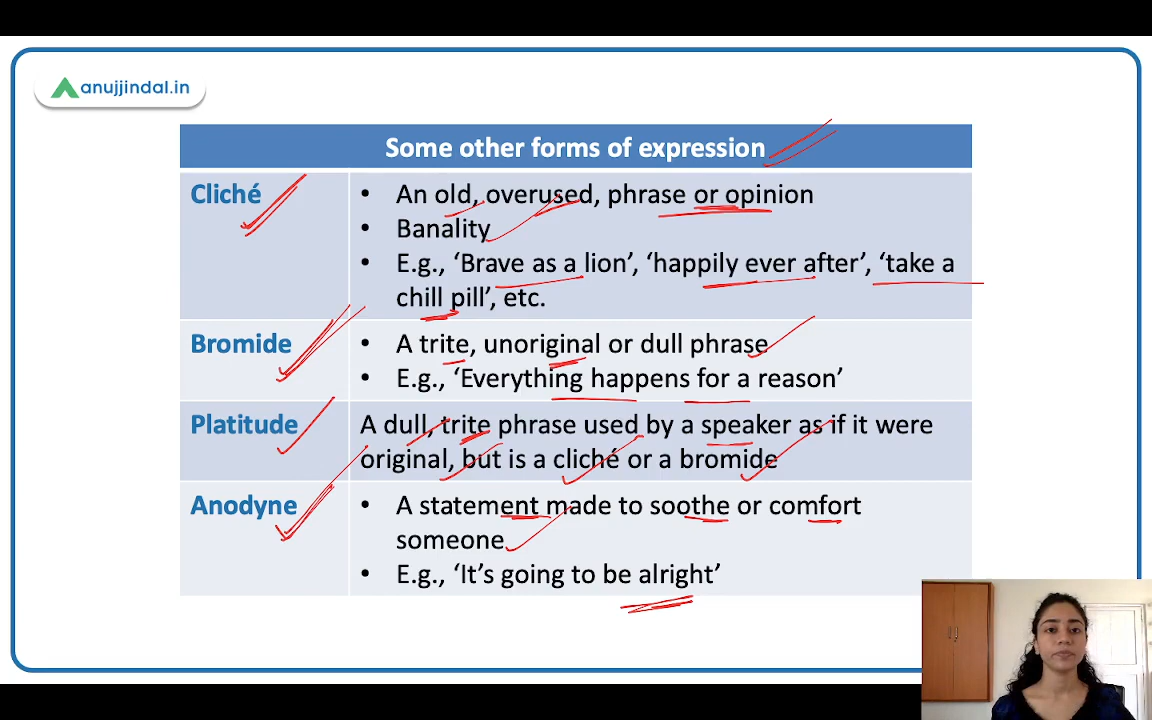 anujjindal.in
Some other forms of expression
Cliché
• An old, overused, phrase or opinion
• Banality
• E.g., ‘Brave as a lion’, ‘happily ever after’, ‘take a
chill pill’, etc.
Bromide
• A trite, unoriginal or dull phrase
• E.g., ‘Everything happens for a reason’
Platitude
A dull, trite phrase used by a speaker as if it were
original, but is a cliché or a bromide
Anodyne
• A statement made to soothe or comfort
someone
• E.g., ‘It’s going to be alright’